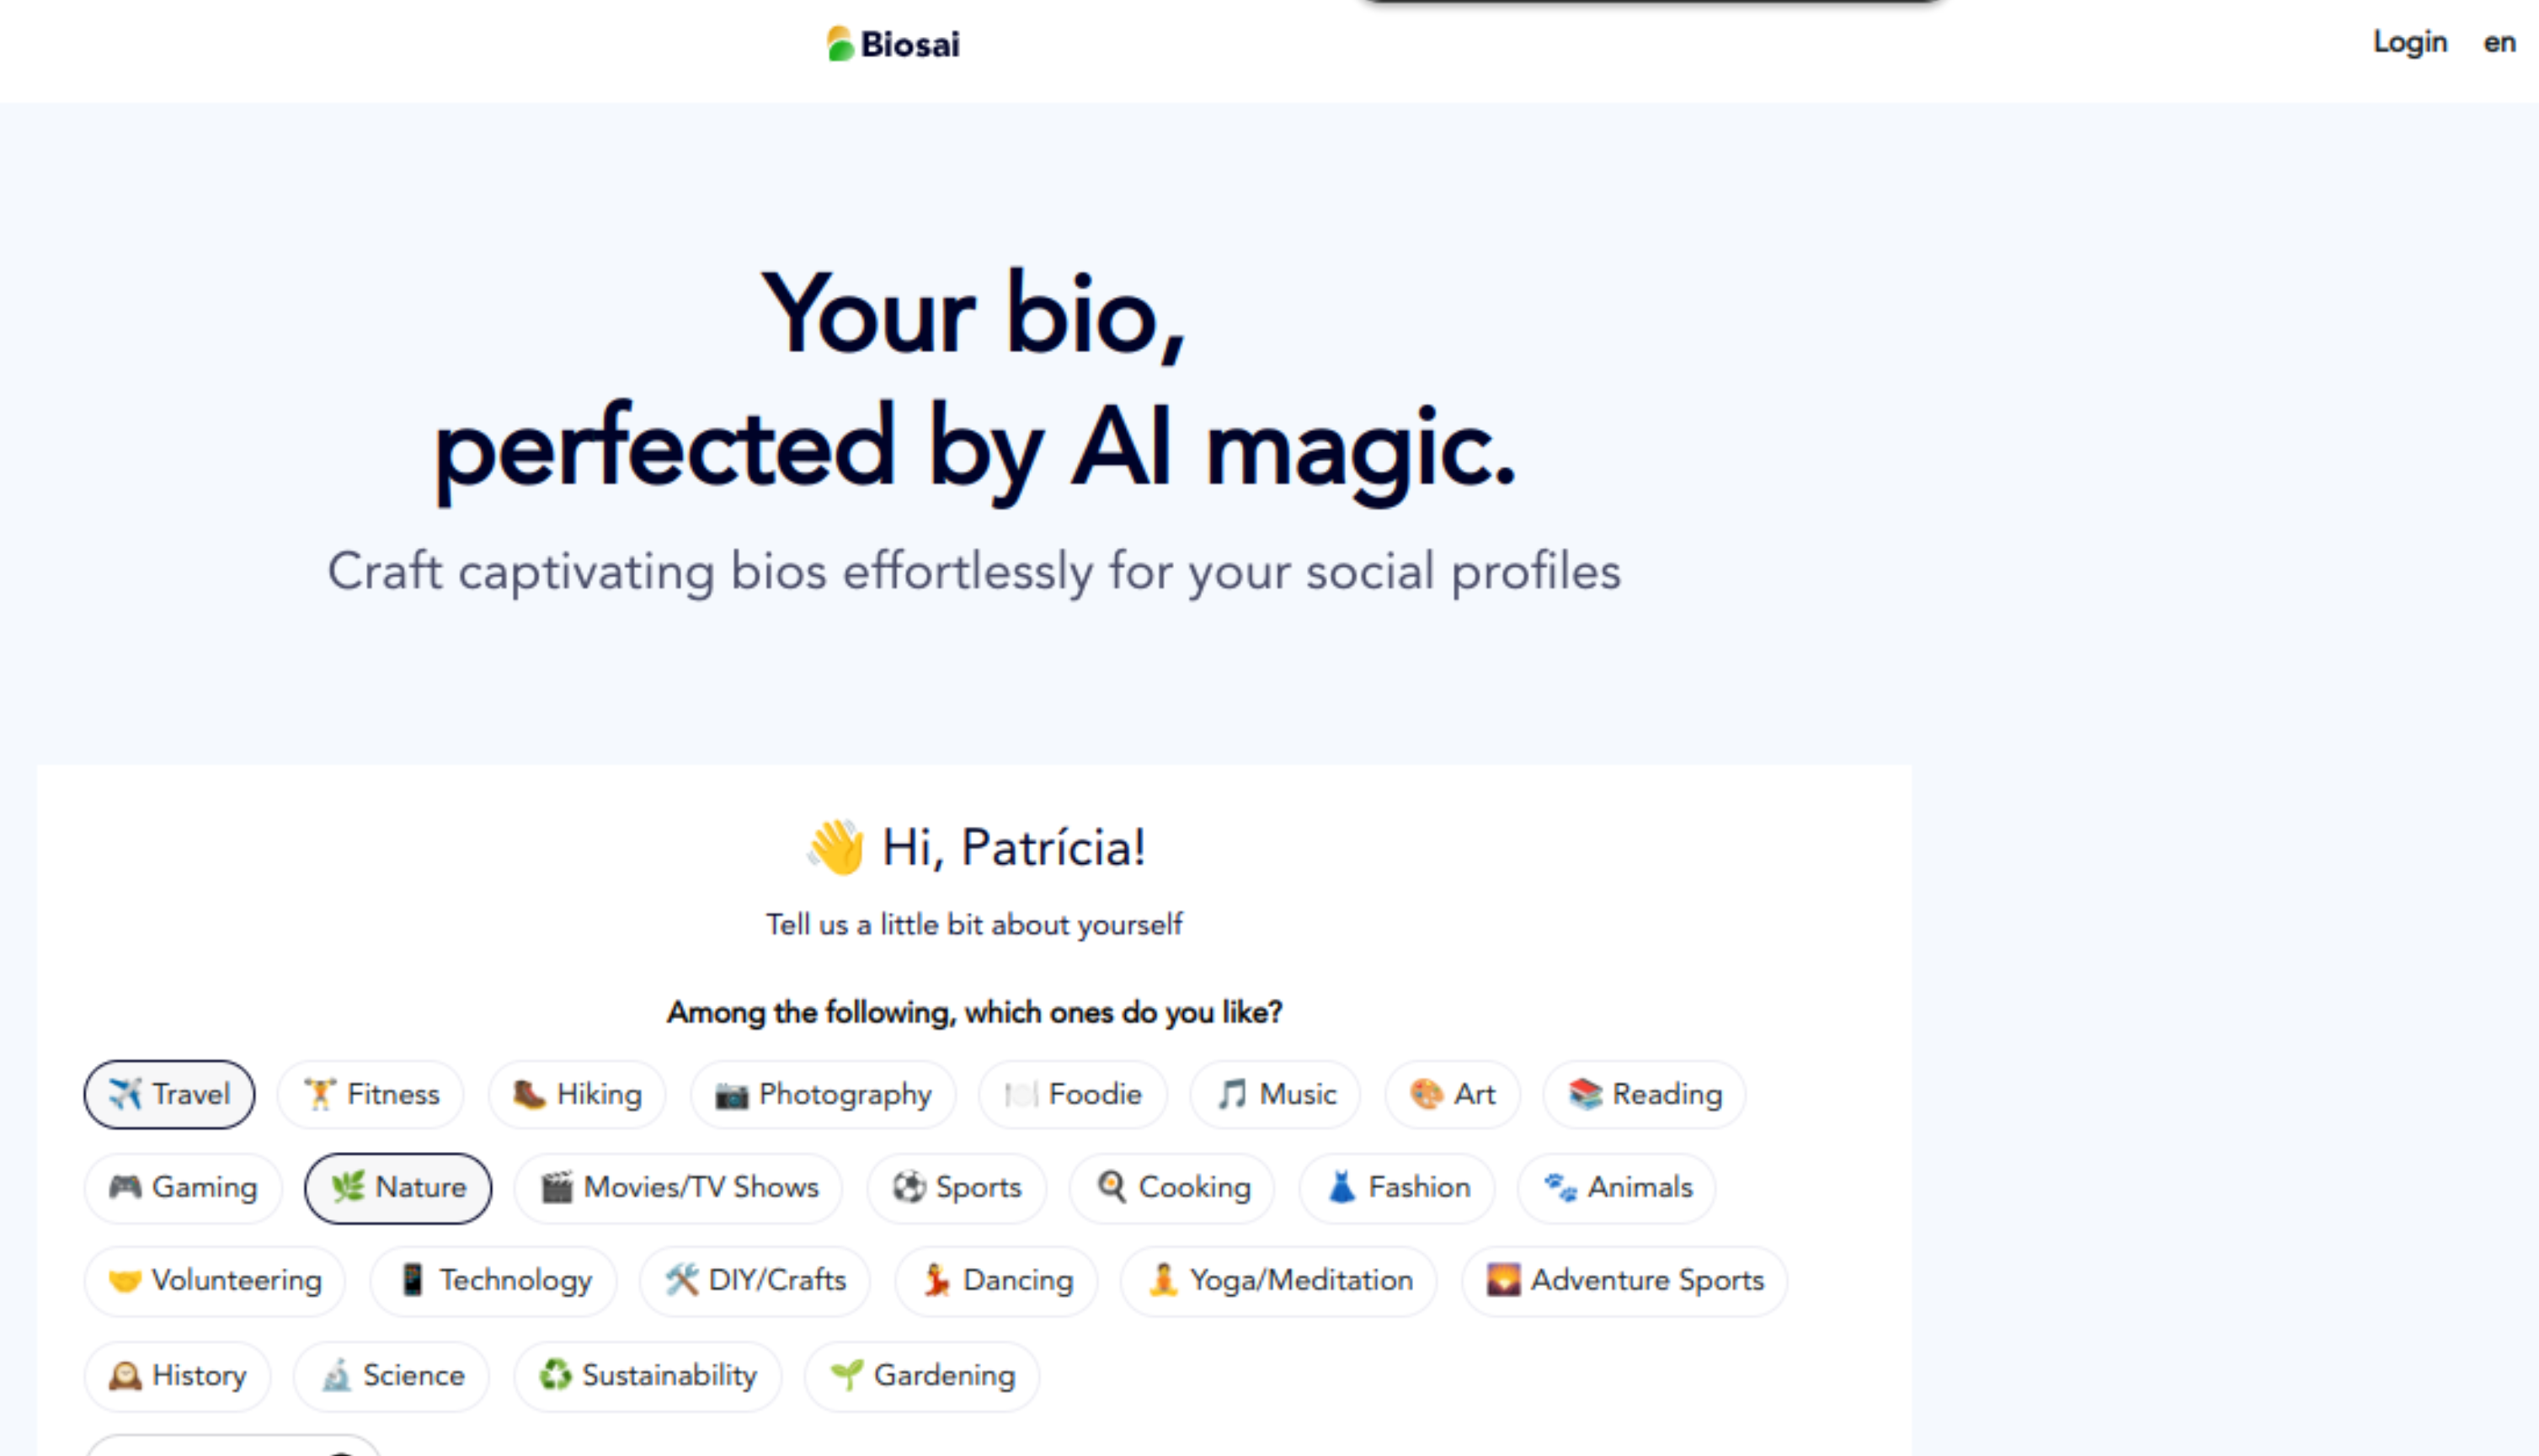 Biosai
Login en
Your bio,
perfected by AI magic.
Craft captivating bios effortlessly for your social profiles
👋 Hi, Patrícia!
Tell us a little bit about yourself
Among the following, which ones do you like?
✈️ Travel 🏋️ Fitness 🥾 Hiking 📷 Photography 🍽️ Foodie 🎵 Music 🎨 Art 📚 Reading
🎮 Gaming 🌿 Nature 🎬 Movies/TV Shows ⚽ Sports 🍳 Cooking 👗 Fashion 🐾 Animals
🤝 Volunteering 📱 Technology 🛠️ DIY/Crafts 💃 Dancing 🧘 Yoga/Meditation 🌄 Adventure Sports
🕰️ History 🔬 Science ♻️ Sustainability 🌱 Gardening